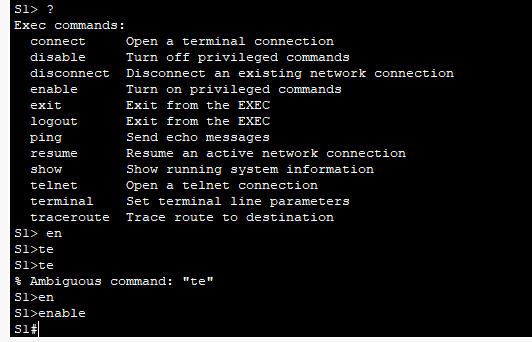 S1> ?
Exec commands:
  connect     Open a terminal connection
  disable     Turn off privileged commands
  disconnect  Disconnect an existing network connection
  enable      Turn on privileged commands
  exit        Exit from the EXEC
  logout      Exit from the EXEC
  ping        Send echo messages
  resume      Resume an active network connection
  show        Show running system information
  telnet      Open a telnet connection
  terminal    Set terminal line parameters
  traceroute  Trace route to destination
S1> en
S1>te
S1>te
% Ambiguous command: "te"
S1>en
S1>enable
S1#